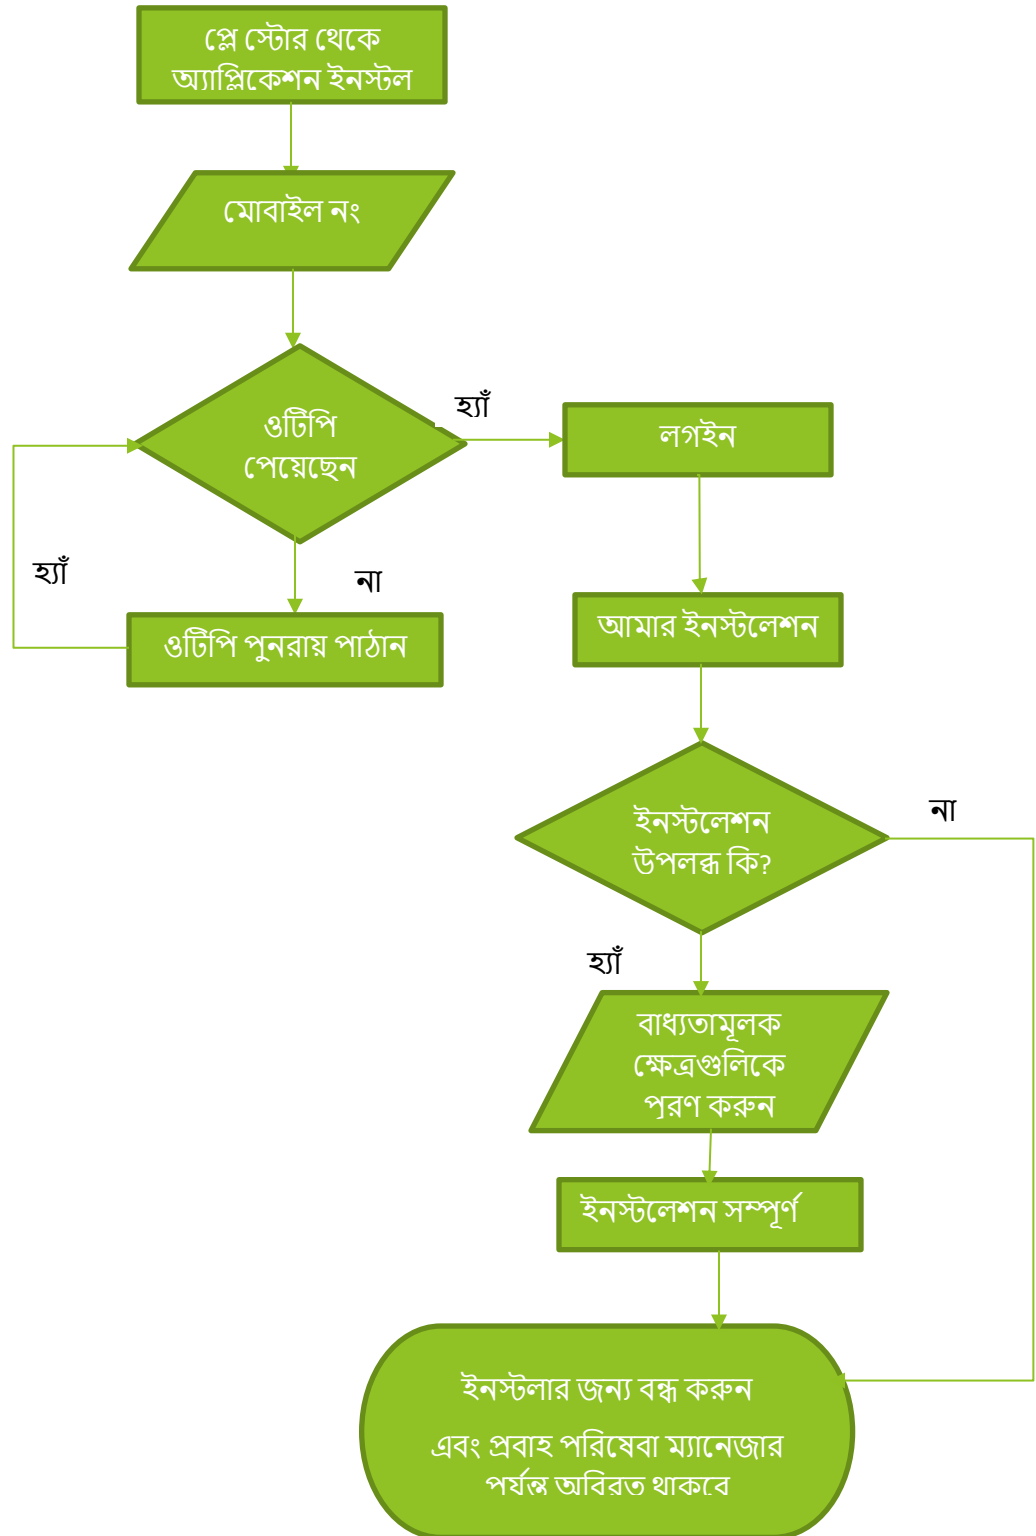 প্লে স্টোর থেকে
অ্যাপ্লিকেশন ইনস্টল
মোবাইল নং
ওটিপি
পেয়েছেন
হ্যাঁ
লগইন
হ্যাঁ
না
ওটিপি পুনরায় পাঠান
আমার ইনস্টলেশন
ইনস্টলেশন
উপলব্ধ কি?
না
হ্যাঁ
বাধ্যতামূলক
ক্ষেত্রগুলিকে
পূরণ করুন
ইনস্টলেশন সম্পূর্ণ
ইনস্টলার জন্য বন্ধ করুন
এবং প্রবাহ পরিষেবা ম্যানেজার
পর্যন্ত অবিরত থাকবে